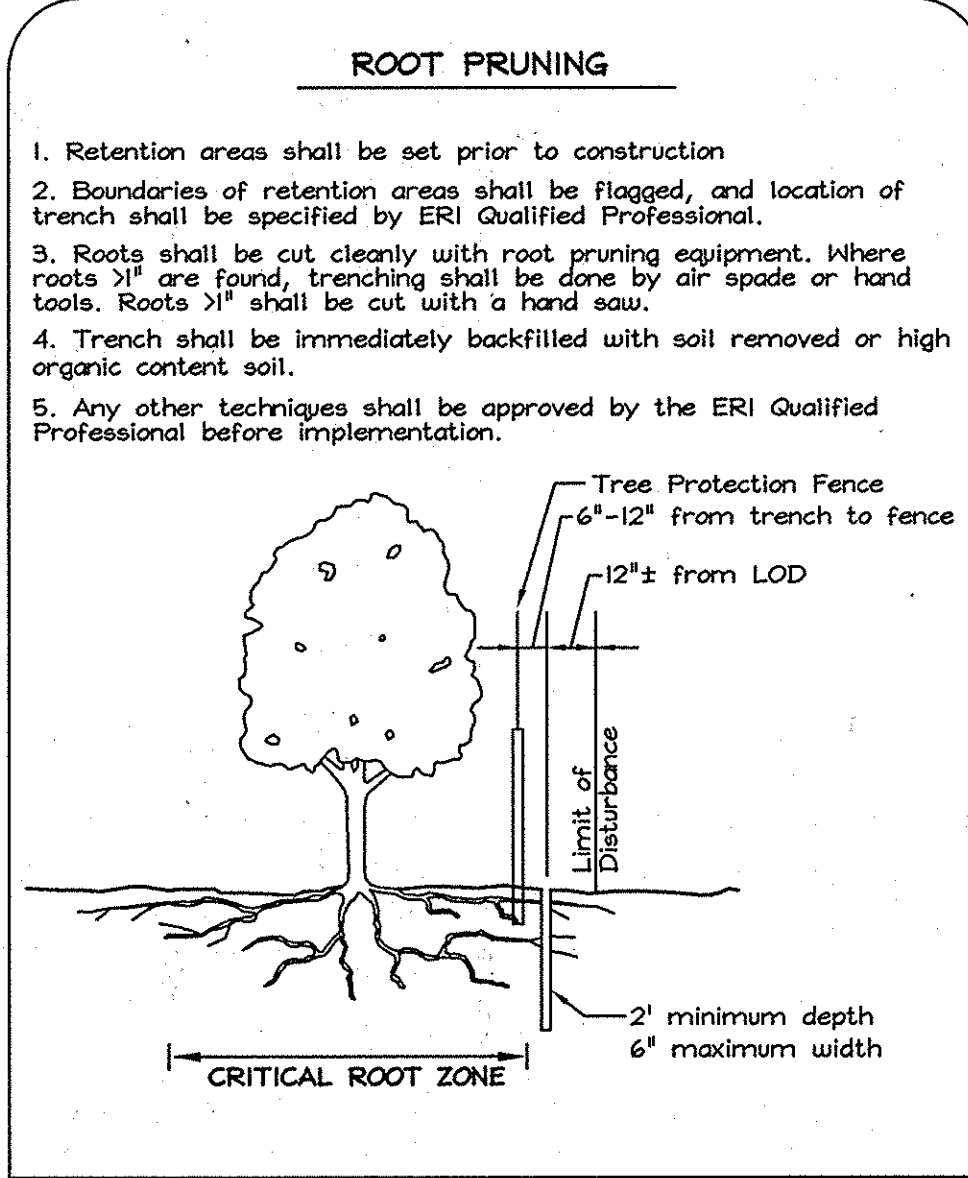 ROOT PRUNING
1. Retention areas shall be set prior to construction
2. Boundaries of retention areas shall be flagged, and location of
trench shall be specified by ERI Qualified Professional.
3. Roots shall be cut cleanly with root pruning equipment. Where
roots >1" are found, trenching shall be done by air spade or hand
tools. Roots >1" shall be cut with a hand saw.
4. Trench shall be immediately backfilled with soil removed or high
organic content soil.
5. Any other techniques shall be approved by the ERI Qualified
Professional before implementation.
Tree Protection Fence
6"-12" from trench to fence
12"± from LOD
Limit of
Disturbance
2' minimum depth
6" maximum width
CRITICAL ROOT ZONE